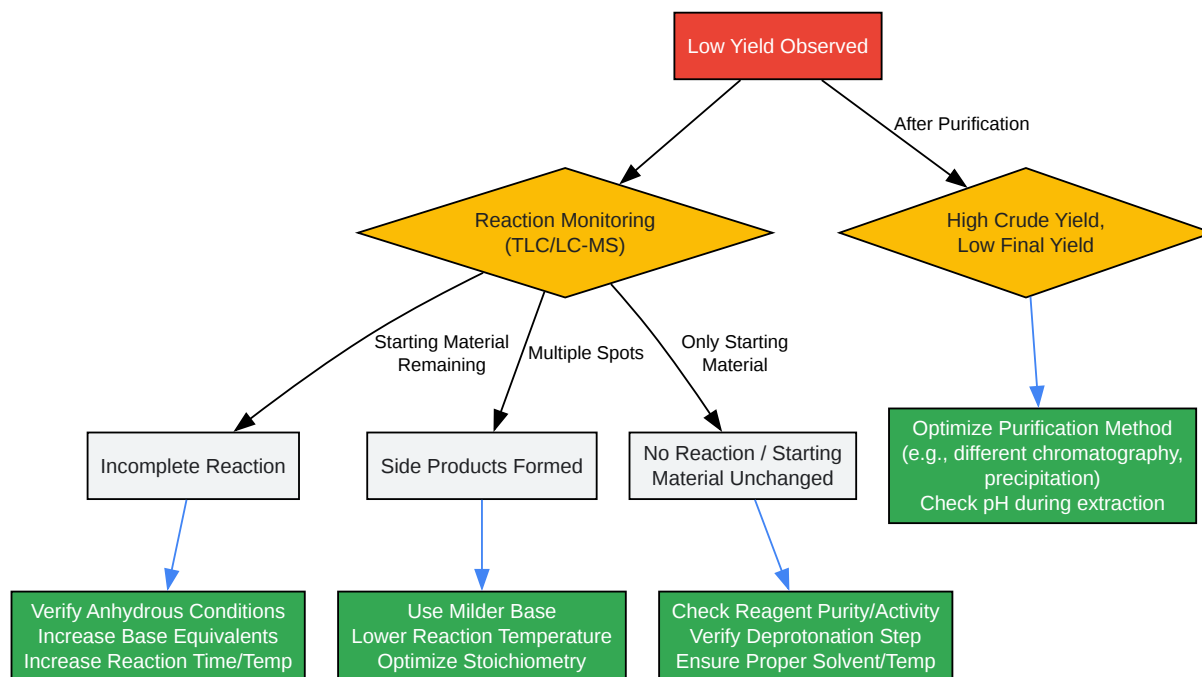 Low Yield Observed
After Purification
Reaction Monitoring
(TLC/LC-MS)
High Crude Yield,
Low Final Yield
Starting Material
Remaining
Multiple Spots
Only Starting
Material
Incomplete Reaction
Side Products Formed
No Reaction / Starting
Material Unchanged
Optimize Purification Method
(e.g., different chromatography,
precipitation)
Check pH during extraction
Verify Anhydrous Conditions
Increase Base Equivalents
Increase Reaction Time/Temp
Use Milder Base
Lower Reaction Temperature
Optimize Stoichiometry
Check Reagent Purity/Activity
Verify Deprotonation Step
Ensure Proper Solvent/Temp